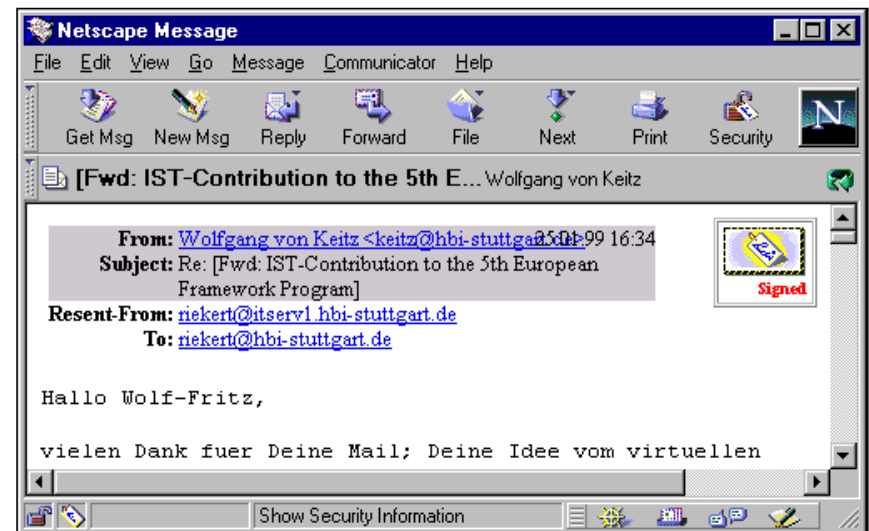 Netscape Message
File Edit View Go Message Communicator Help
Get Msg New Msg Reply Forward File Next Print Security N
[Fwd: IST-Contribution to the 5th E... Wolfgang von Keitz
From: Wolfgang von Keitz <keitz@hbi-stuttgart.de> 25.01.99 16:34
Subject: Re: [Fwd: IST-Contribution to the 5th European
Framework Program]
Signed
Resent-From: riekert@itserv1.hbi-stuttgart.de
To: riekert@hbi-stuttgart.de
Hallo Wolf-Fritz,
vielen Dank fuer Deine Mail; Deine Idee vom virtuellen
Show Security Information